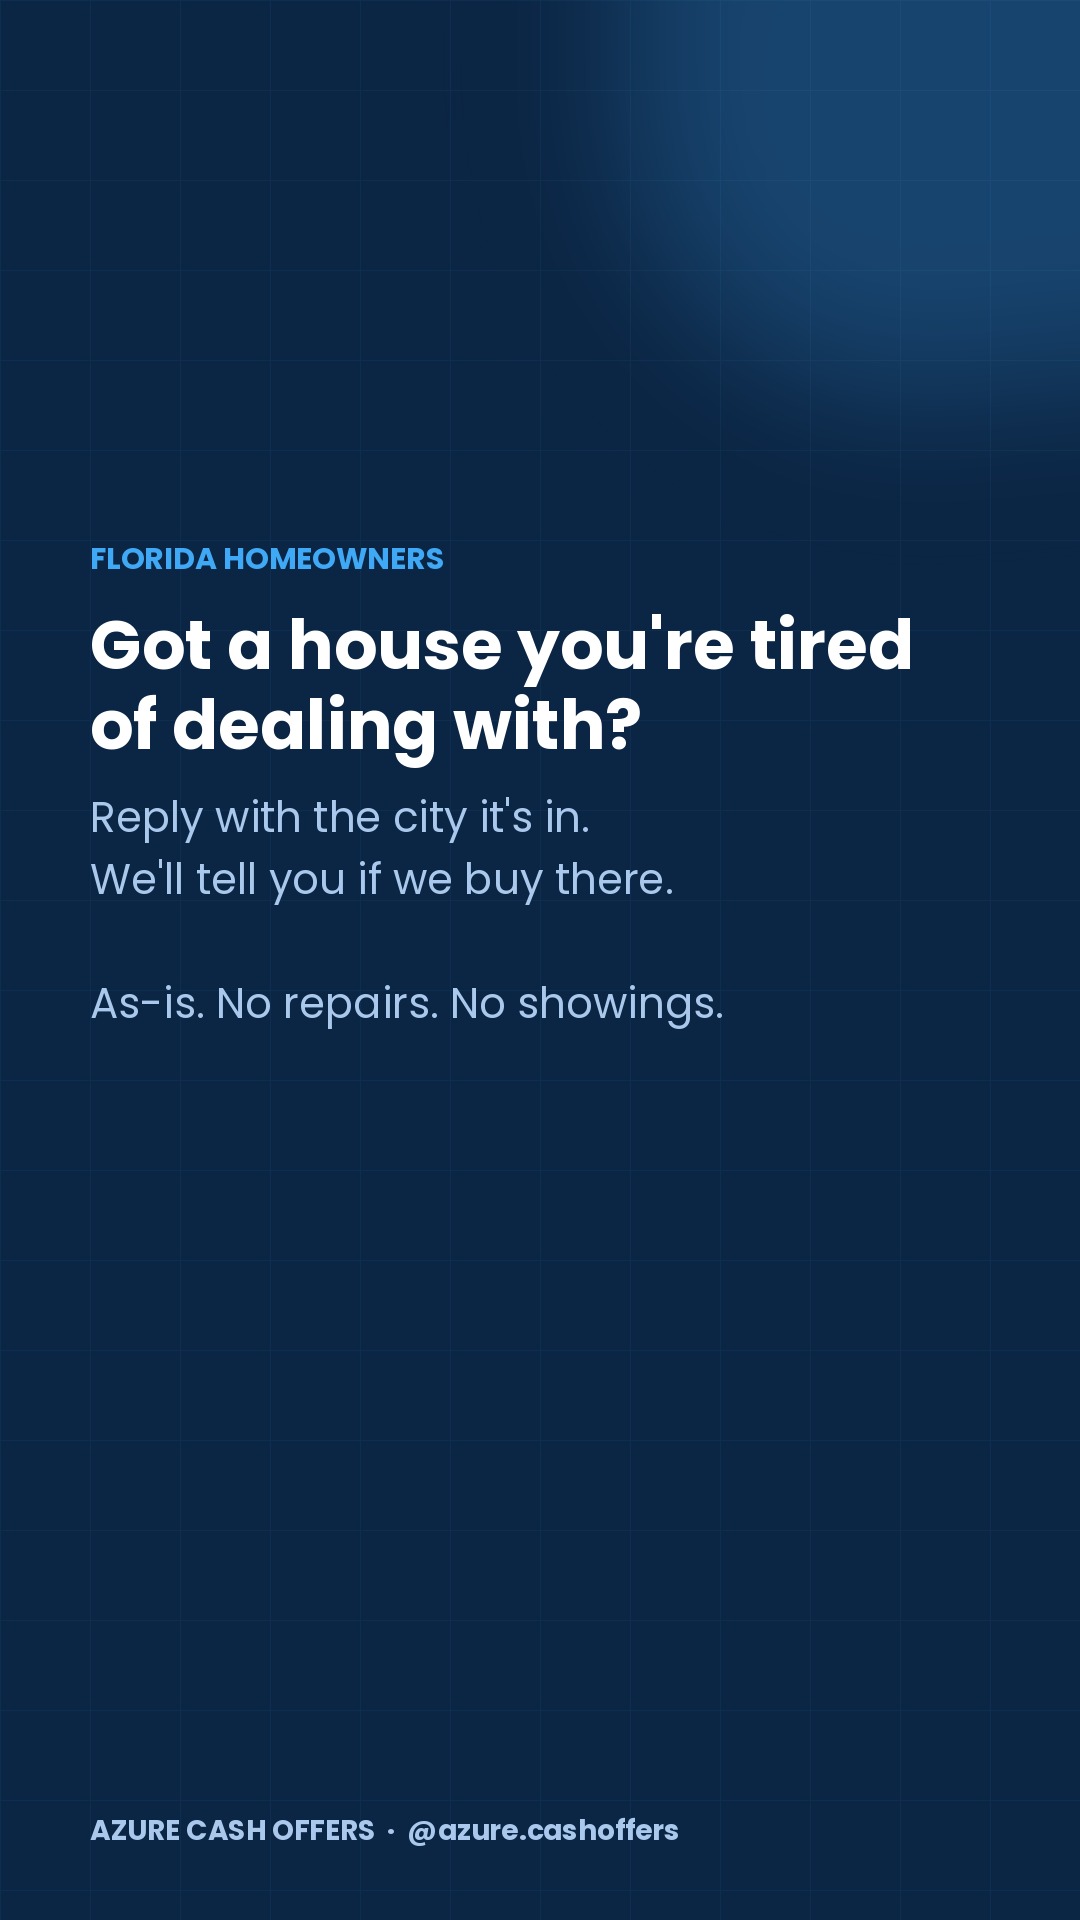 FLORIDA HOMEOWNERS
Got a house you're tired
of dealing with?
Reply with the city it's in.
We'll tell you if we buy there.
As-is. No repairs. No showings.
AZURE CASH OFFERS · @azure.cashoffers